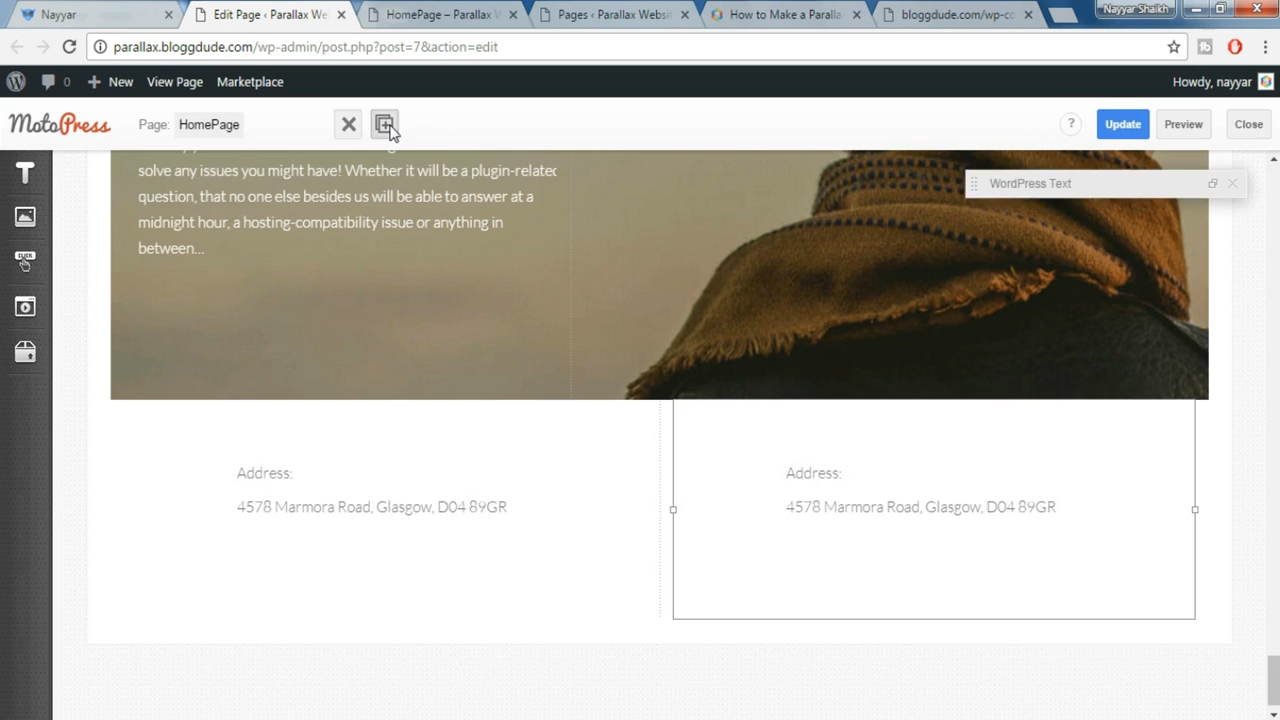 Nayyar
Edit Page ‹ Parallax We
HomePage – Parallax W
Pages ‹ Parallax Websi
How to Make a Paralla
bloggdude.com/wp-co
Nayyar Shaikh
parallax.bloggdude.com/wp-admin/post.php?post=7&action=edit
0
New
View Page
Marketplace
Howdy, nayyar
MotoPress
Page: HomePage
?
Update
Preview
Close
WordPress Text
solve any issues you might have! Whether it will be a plugin-related
question, that no one else besides us will be able to answer at a
midnight hour, a hosting-compatibility issue or anything in
between...
Address:
4578 Marmora Road, Glasgow, D04 89GR
Address:
4578 Marmora Road, Glasgow, D04 89GR